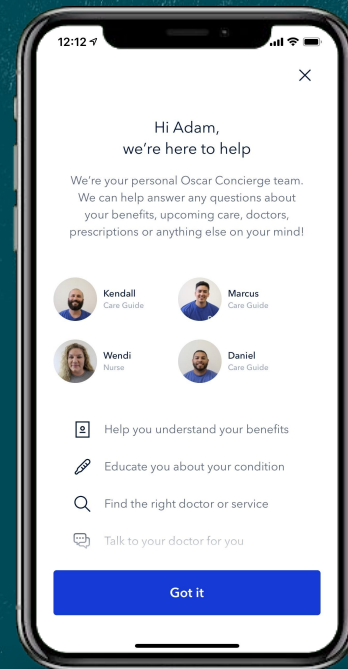 12:12
Hi Adam,
we're here to help
We're your personal Oscar Concierge team.
We can help answer any questions about
your benefits, upcoming care, doctors,
prescriptions or anything else on your mind!
Kendall
Care Guide
Marcus
Care Guide
Wendi
Nurse
Daniel
Care Guide
Help you understand your benefits
Educate you about your condition
Find the right doctor or service
Talk to your doctor for you
Got it